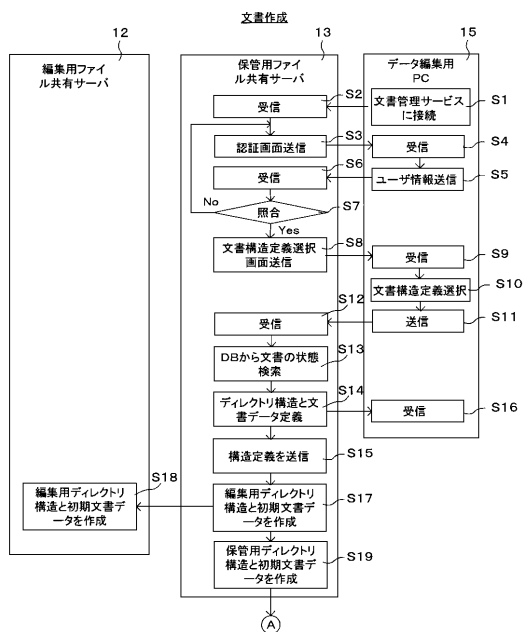 文書作成
12
編集用ファイ
ル共有サーバ
13
保管用ファイ
ル共有サーバ
15
データ編集用
PC
文書管理サービス
に接続
S1
受信
S2
認証画面送信
S3
受信
S4
ユーザ情報送信
S5
受信
S6
照合
S7
No
Yes
文書構造定義選択
画面送信
S8
受信
S9
文書構造定義選択
S10
送信
S11
受信
S12
DBから文書の状態
検索
S13
ディレクトリ構造と文
書データ定義
S14
受信
S16
構造定義を送信
S15
編集用ディレクトリ
構造と初期文書デー
タを作成
S17
編集用ディレクトリ
構造と初期文書デー
タを作成
S18
保管用ディレクトリ
構造と初期文書デー
タを作成
S19
A